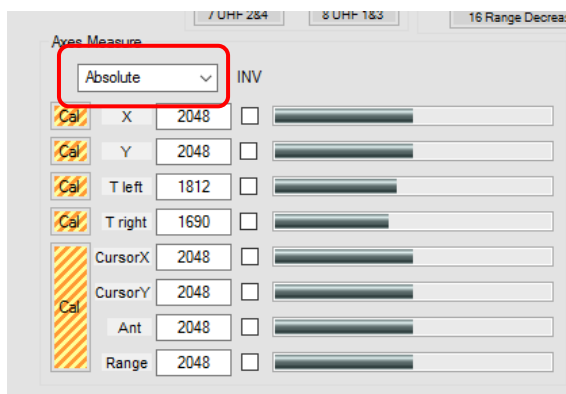 7 UHF 2&4 8 UHF 1&3 16 Range Decrea
Axes Measure
Absolute INV
Cal X 2048
Cal Y 2048
Cal T left 1812
Cal T right 1690
CursorX 2048
CursorY 2048
Cal
Ant 2048
Range 2048